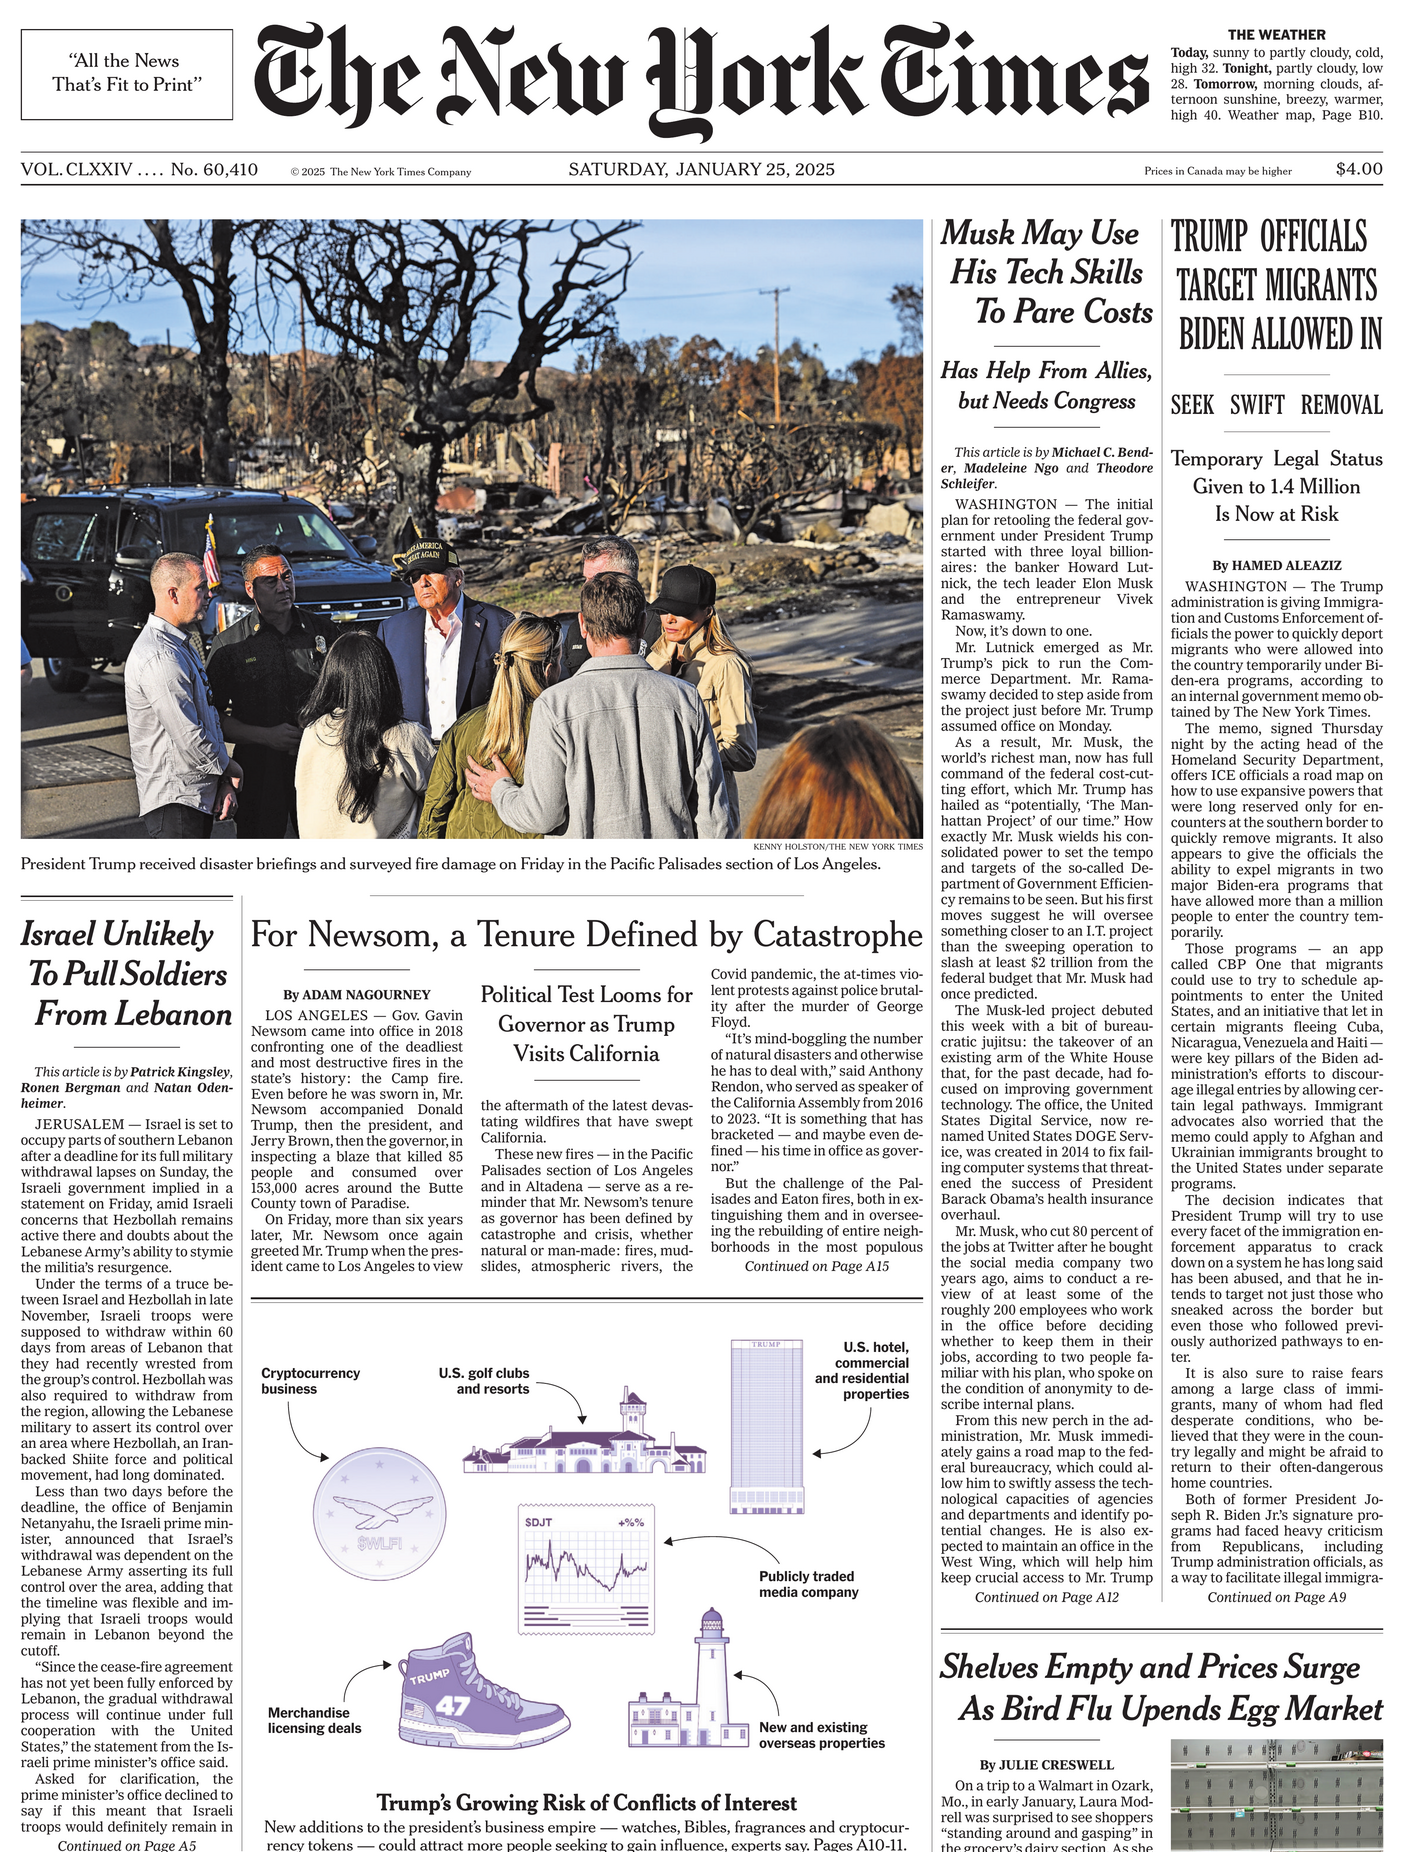 “All the News
That’s Fit to Print”
The New York Times
THE WEATHER
Today, sunny to partly cloudy, cold,
high 32. Tonight, partly cloudy, low
28. Tomorrow, morning clouds, af-
ternoon sunshine, breezy, warmer,
high 40. Weather map, Page B10.
VOL. CLXXIV .... No. 60,410
© 2025 The New York Times Company
SATURDAY, JANUARY 25, 2025
Prices in Canada may be higher
$4.00
MAKE AMERICA
GREAT AGAIN
KENNY HOLSTON/THE NEW YORK TIMES
President Trump received disaster briefings and surveyed fire damage on Friday in the Pacific Palisades section of Los Angeles.
Israel Unlikely
To Pull Soldiers
From Lebanon
This article is by Patrick Kingsley,
Ronen Bergman and Natan Oden-
heimer.
JERUSALEM — Israel is set to
occupy parts of southern Lebanon
after a deadline for its full military
withdrawal lapses on Sunday, the
Israeli government implied in a
statement on Friday, amid Israeli
concerns that Hezbollah remains
active there and doubts about the
Lebanese Army’s ability to stymie
the militia’s resurgence.
Under the terms of a truce be-
tween Israel and Hezbollah in late
November, Israeli troops were
supposed to withdraw within 60
days from areas of Lebanon that
they had recently wrested from
the group’s control. Hezbollah was
also required to withdraw from
the region, allowing the Lebanese
military to assert its control over
an area where Hezbollah, an Iran-
backed Shiite force and political
movement, had long dominated.
Less than two days before the
deadline, the office of Benjamin
Netanyahu, the Israeli prime min-
ister, announced that Israel’s
withdrawal was dependent on the
Lebanese Army asserting its full
control over the area, adding that
the timeline was flexible and im-
plying that Israeli troops would
remain in Lebanon beyond the
cutoff.
“Since the cease-fire agreement
has not yet been fully enforced by
Lebanon, the gradual withdrawal
process will continue under full
cooperation with the United
States,” the statement from the Is-
raeli prime minister’s office said.
Asked for clarification, the
prime minister’s office declined to
say if this meant that Israeli
troops would definitely remain in
Continued on Page A5
For Newsom, a Tenure Defined by Catastrophe
By ADAM NAGOURNEY
LOS ANGELES — Gov. Gavin
Newsom came into office in 2018
confronting one of the deadliest
and most destructive fires in the
state’s history: the Camp fire.
Even before he was sworn in, Mr.
Newsom accompanied Donald
Trump, then the president, and
Jerry Brown, then the governor, in
inspecting a blaze that killed 85
people and consumed over
153,000 acres around the Butte
County town of Paradise.
On Friday, more than six years
later, Mr. Newsom once again
greeted Mr. Trump when the pres-
ident came to Los Angeles to view
Political Test Looms for
Governor as Trump
Visits California
the aftermath of the latest devas-
tating wildfires that have swept
California.
These new fires — in the Pacific
Palisades section of Los Angeles
and in Altadena — serve as a re-
minder that Mr. Newsom’s tenure
as governor has been defined by
catastrophe and crisis, whether
natural or man-made: fires, mud-
slides, atmospheric rivers, the
Covid pandemic, the at-times vio-
lent protests against police brutal-
ity after the murder of George
Floyd.
“It’s mind-boggling the number
of natural disasters and otherwise
he has to deal with,” said Anthony
Rendon, who served as speaker of
the California Assembly from 2016
to 2023. “It is something that has
bracketed — and maybe even de-
fined — his time in office as gover-
nor.”
But the challenge of the Pal-
isades and Eaton fires, both in ex-
tinguishing them and in oversee-
ing the rebuilding of entire neigh-
borhoods in the most populous
Continued on Page A15
Cryptocurrency
business
U.S. golf clubs
and resorts
TRUMP
U.S. hotel,
commercial
and residential
properties
$WLFI
$DJT
+%%
Publicly traded
media company
TRUMP
47
Merchandise
licensing deals
New and existing
overseas properties
Trump’s Growing Risk of Conflicts of Interest
New additions to the president’s business empire — watches, Bibles, fragrances and cryptocur-
rency tokens — could attract more people seeking to gain influence, experts say. Pages A10-11.
Musk May Use
His Tech Skills
To Pare Costs
Has Help From Allies,
but Needs Congress
This article is by Michael C. Bend-
er, Madeleine Ngo and Theodore
Schleifer.
WASHINGTON — The initial
plan for retooling the federal gov-
ernment under President Trump
started with three loyal billion-
aires: the banker Howard Lut-
nick, the tech leader Elon Musk
and the entrepreneur Vivek
Ramaswamy.
Now, it’s down to one.
Mr. Lutnick emerged as Mr.
Trump’s pick to run the Com-
merce Department. Mr. Rama-
swamy decided to step aside from
the project just before Mr. Trump
assumed office on Monday.
As a result, Mr. Musk, the
world’s richest man, now has full
command of the federal cost-cut-
ting effort, which Mr. Trump has
hailed as “potentially, ‘The Man-
hattan Project’ of our time.” How
exactly Mr. Musk wields his con-
solidated power to set the tempo
and targets of the so-called De-
partment of Government Efficien-
cy remains to be seen. But his first
moves suggest he will oversee
something closer to an I.T. project
than the sweeping operation to
slash at least $2 trillion from the
federal budget that Mr. Musk had
once predicted.
The Musk-led project debuted
this week with a bit of bureau-
cratic jujitsu: the takeover of an
existing arm of the White House
that, for the past decade, had fo-
cused on improving government
technology. The office, the United
States Digital Service, now re-
named United States DOGE Serv-
ice, was created in 2014 to fix fail-
ing computer systems that threat-
ened the success of President
Barack Obama’s health insurance
overhaul.
Mr. Musk, who cut 80 percent of
the jobs at Twitter after he bought
the social media company two
years ago, aims to conduct a re-
view of at least some of the
roughly 200 employees who work
in the office before deciding
whether to keep them in their
jobs, according to two people fa-
miliar with his plan, who spoke on
the condition of anonymity to de-
scribe internal plans.
From this new perch in the ad-
ministration, Mr. Musk immedi-
ately gains a road map to the fed-
eral bureaucracy, which could al-
low him to swiftly assess the tech-
nological capacities of agencies
and departments and identify po-
tential changes. He is also ex-
pected to maintain an office in the
West Wing, which will help him
keep crucial access to Mr. Trump
Continued on Page A12
TRUMP OFFICIALS
TARGET MIGRANTS
BIDEN ALLOWED IN
SEEK SWIFT REMOVAL
Temporary Legal Status
Given to 1.4 Million
Is Now at Risk
By HAMED ALEAZIZ
WASHINGTON — The Trump
administration is giving Immigra-
tion and Customs Enforcement of-
ficials the power to quickly deport
migrants who were allowed into
the country temporarily under Bi-
den-era programs, according to
an internal government memo ob-
tained by The New York Times.
The memo, signed Thursday
night by the acting head of the
Homeland Security Department,
offers ICE officials a road map on
how to use expansive powers that
were long reserved only for en-
counters at the southern border to
quickly remove migrants. It also
appears to give the officials the
ability to expel migrants in two
major Biden-era programs that
have allowed more than a million
people to enter the country tem-
porarily.
Those programs — an app
called CBP One that migrants
could use to try to schedule ap-
pointments to enter the United
States, and an initiative that let in
certain migrants fleeing Cuba,
Nicaragua, Venezuela and Haiti —
were key pillars of the Biden ad-
ministration’s efforts to discour-
age illegal entries by allowing cer-
tain legal pathways. Immigrant
advocates also worried that the
memo could apply to Afghan and
Ukrainian immigrants brought to
the United States under separate
programs.
The decision indicates that
President Trump will try to use
every facet of the immigration en-
forcement apparatus to crack
down on a system he has long said
has been abused, and that he in-
tends to target not just those who
sneaked across the border but
even those who followed previ-
ously authorized pathways to en-
ter.
It is also sure to raise fears
among a large class of immi-
grants, many of whom had fled
desperate conditions, who be-
lieved that they were in the coun-
try legally and might be afraid to
return to their often-dangerous
home countries.
Both of former President Jo-
seph R. Biden Jr.’s signature pro-
grams had faced heavy criticism
from Republicans, including
Trump administration officials, as
a way to facilitate illegal immigra-
Continued on Page A9
Shelves Empty and Prices Surge
As Bird Flu Upends Egg Market
By JULIE CRESWELL
On a trip to a Walmart in Ozark,
Mo., in early January, Laura Mod-
rell was surprised to see shoppers
“standing around and gasping” in
the grocery’s dairy section. As she